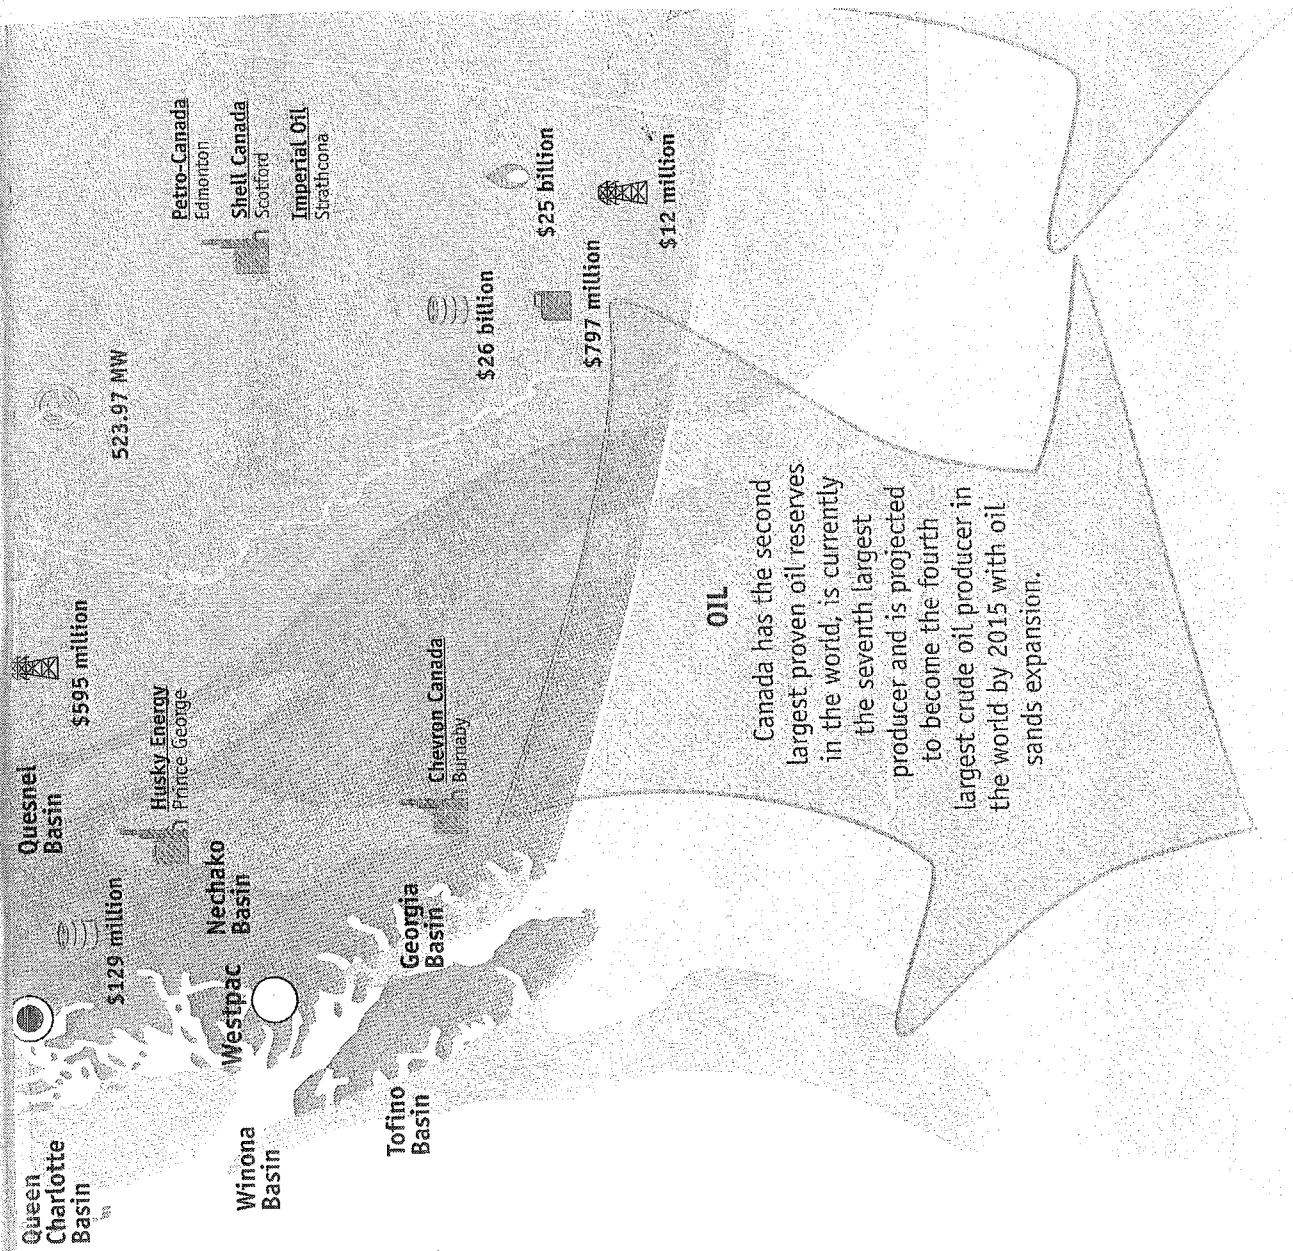 Queen
Charlotte
Basin
$129 million
Quesnel
Basin
$595 million
523.97 MW
Husky Energy
Prince George
Petro-Canada
Edmonton
Shell Canada
Scotford
Imperial Oil
Strathcona
Winona
Basin
Westpac
Nechako
Basin
Tofino
Basin
Georgia
Basin
Chevron Canada
Burnaby
$26 billion
$25 billion
$797 million
$12 million
OIL
Canada has the second
largest proven oil reserves
in the world, is currently
the seventh largest
producer and is projected
to become the fourth
largest crude oil producer in
the world by 2015 with oil
sands expansion.